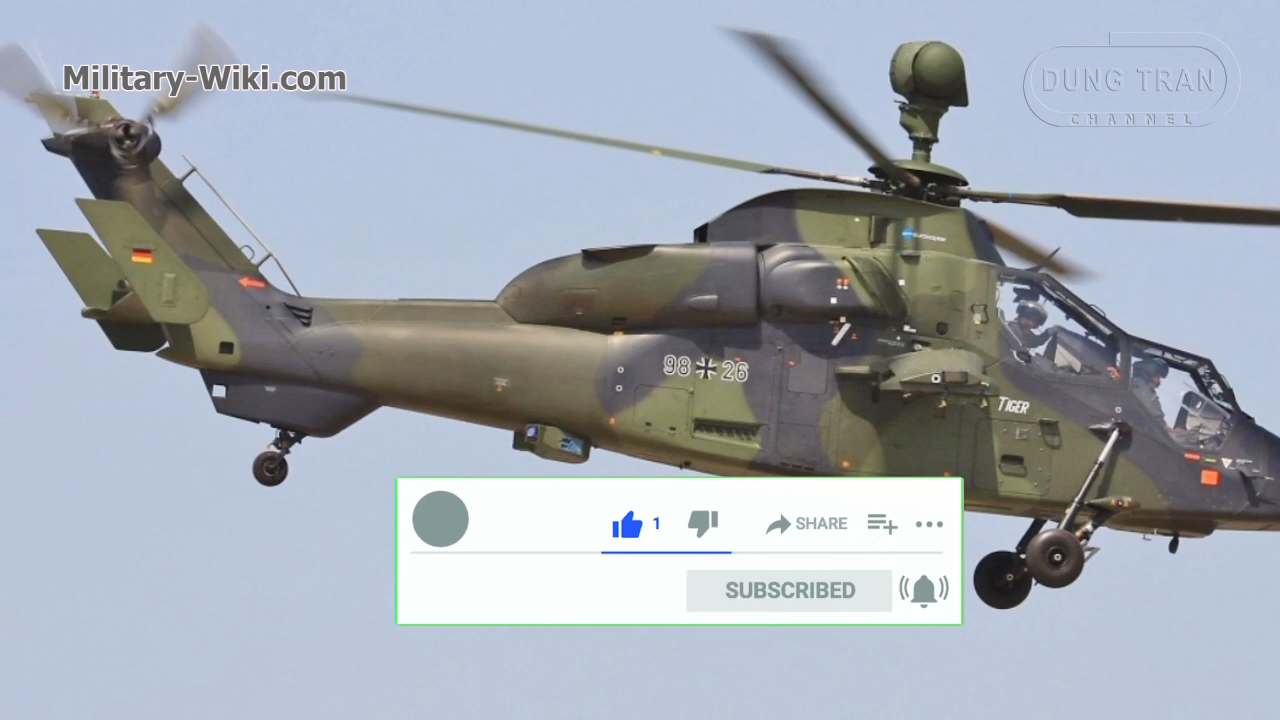 Military-Wiki.com
DUNG TRAN
CHANNEL
98 26
TIGER
1
SHARE
SUBSCRIBED